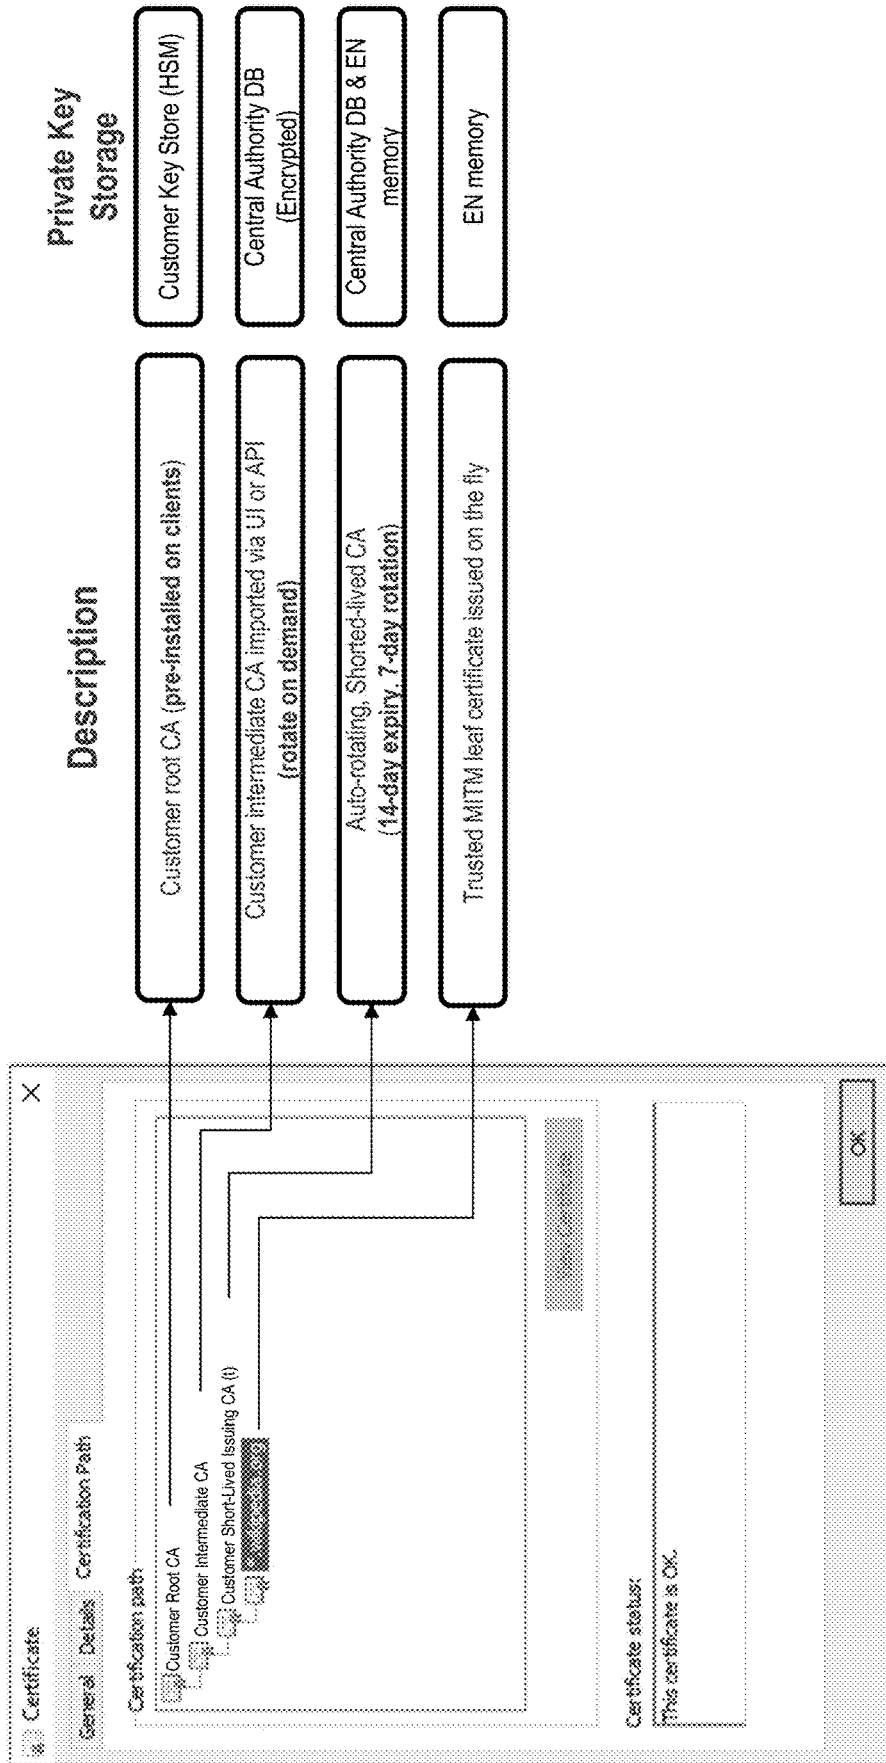 Certificate
General Details Certification Path
Certification path
Customer Root CA
Customer Intermediate CA
Customer Short-Lived Issuing CA (t)
Certificate status:
This certificate is OK.
OK
Description
Customer root CA (pre-installed on clients)
Customer intermediate CA imported via UI or API
(rotate on demand)
Auto-rotating, Shorted-lived CA
(14-day expiry, 7-day rotation)
Trusted MITM leaf certificate issued on the fly
Private Key
Storage
Customer Key Store (HSM)
Central Authority DB
(Encrypted)
Central Authority DB & EN
memory
EN memory